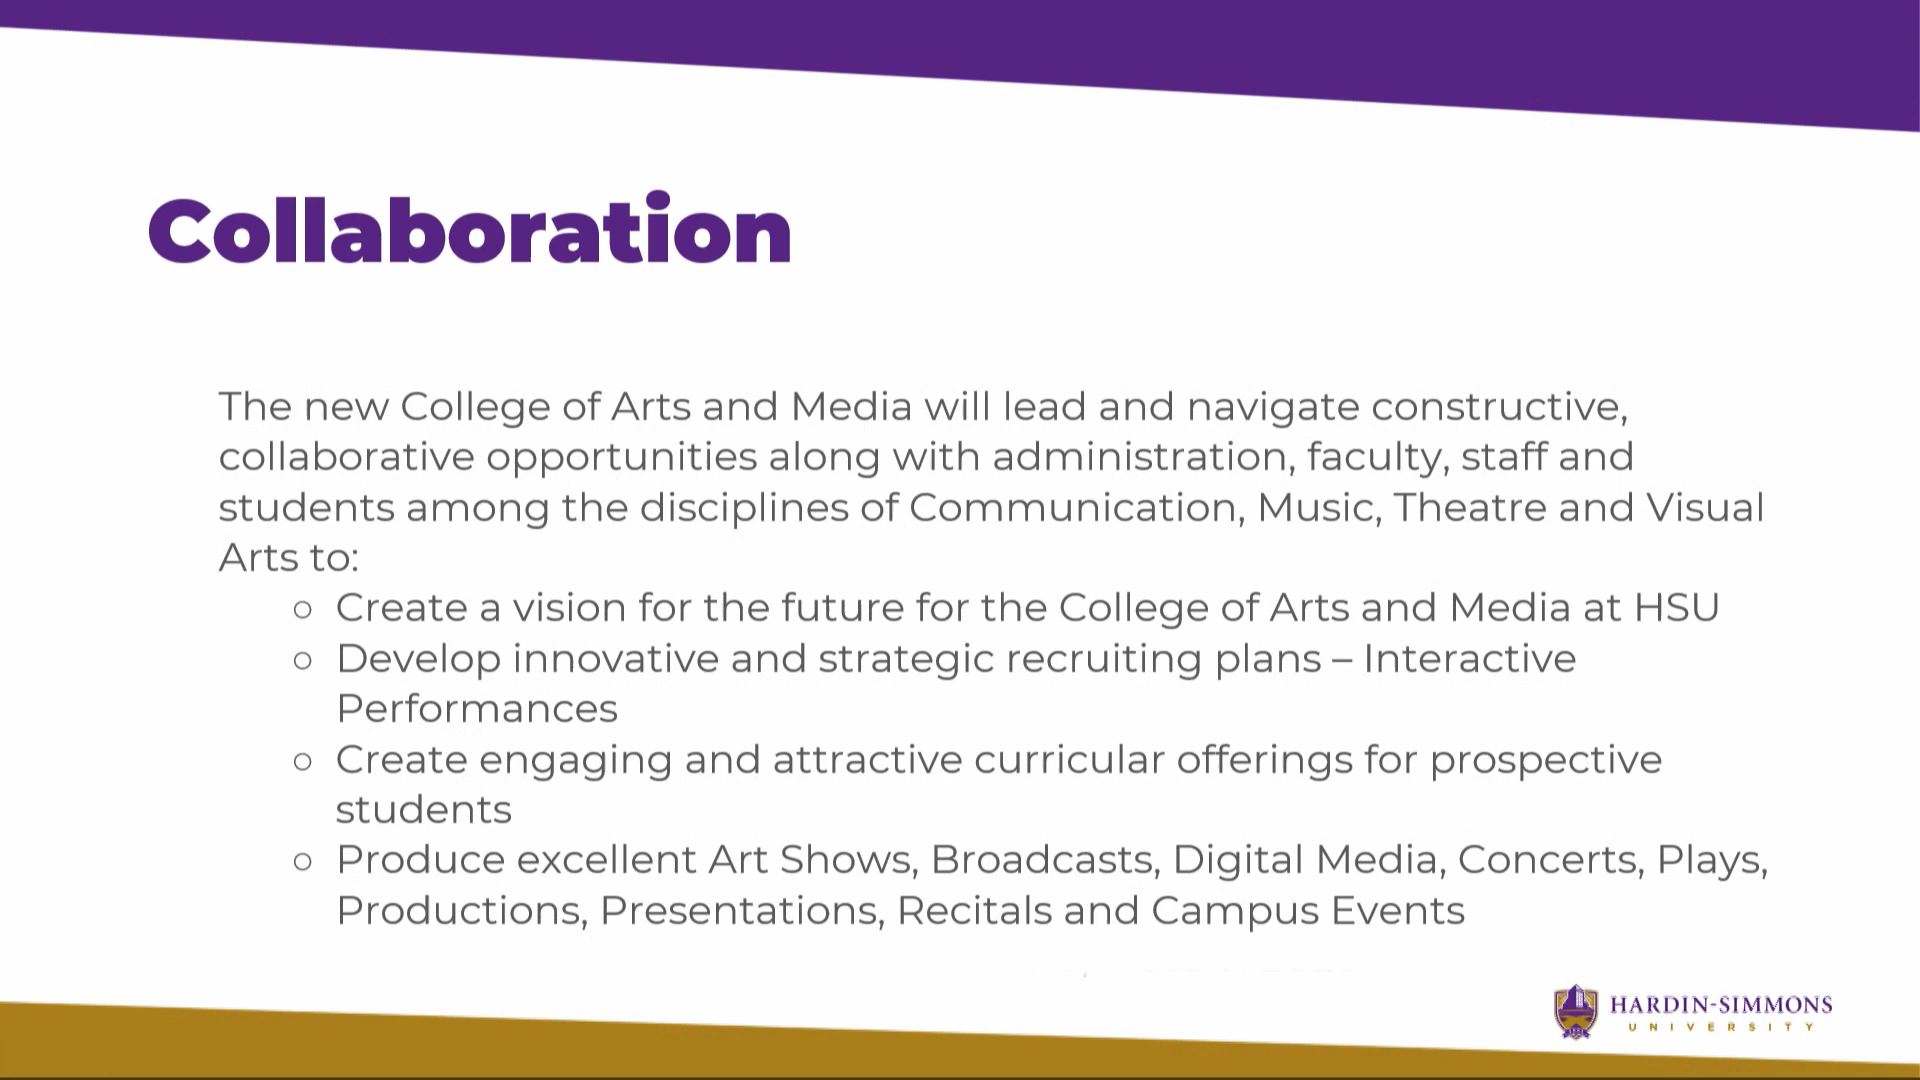 Collaboration
The new College of Arts and Media will lead and navigate constructive,
collaborative opportunities along with administration, faculty, staff and
students among the disciplines of Communication, Music, Theatre and Visual
Arts to:
○ Create a vision for the future for the College of Arts and Media at HSU
○ Develop innovative and strategic recruiting plans – Interactive
Performances
○ Create engaging and attractive curricular offerings for prospective
students
○ Produce excellent Art Shows, Broadcasts, Digital Media, Concerts, Plays,
Productions, Presentations, Recitals and Campus Events
HARDIN-SIMMONS
UNIVERSITY